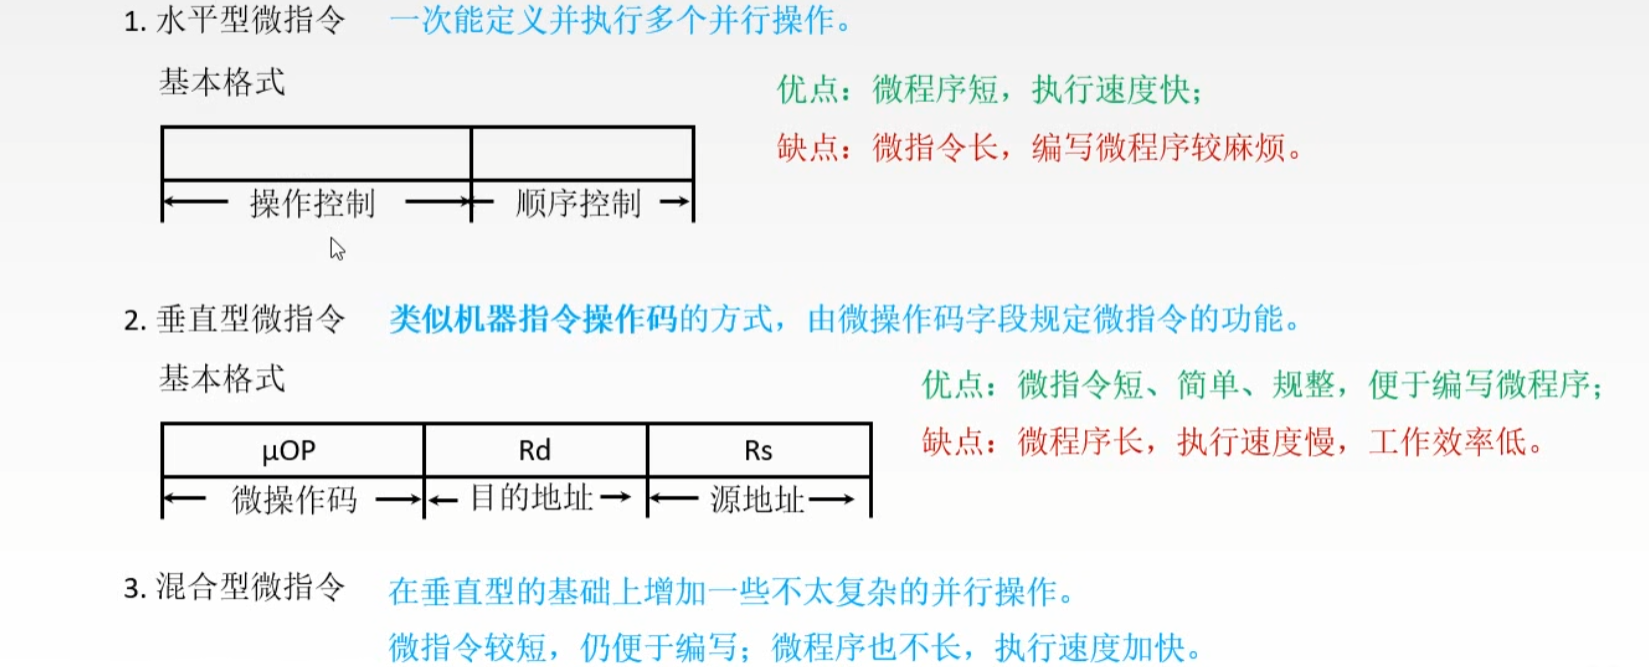 1. 水平型微指令 一次能定义并执行多个并行操作。
基本格式
优点：微程序短，执行速度快；
缺点：微指令长，编写微程序较麻烦。
操作控制 顺序控制
2. 垂直型微指令 类似机器指令操作码的方式，由微操作码字段规定微指令的功能。
基本格式
优点：微指令短、简单、规整，便于编写微程序；
缺点：微程序长，执行速度慢，工作效率低。
μOP Rd Rs
微操作码 目的地址 源地址
3. 混合型微指令 在垂直型的基础上增加一些不太复杂的并行操作。
微指令较短，仍便于编写；微程序也不长，执行速度加快。